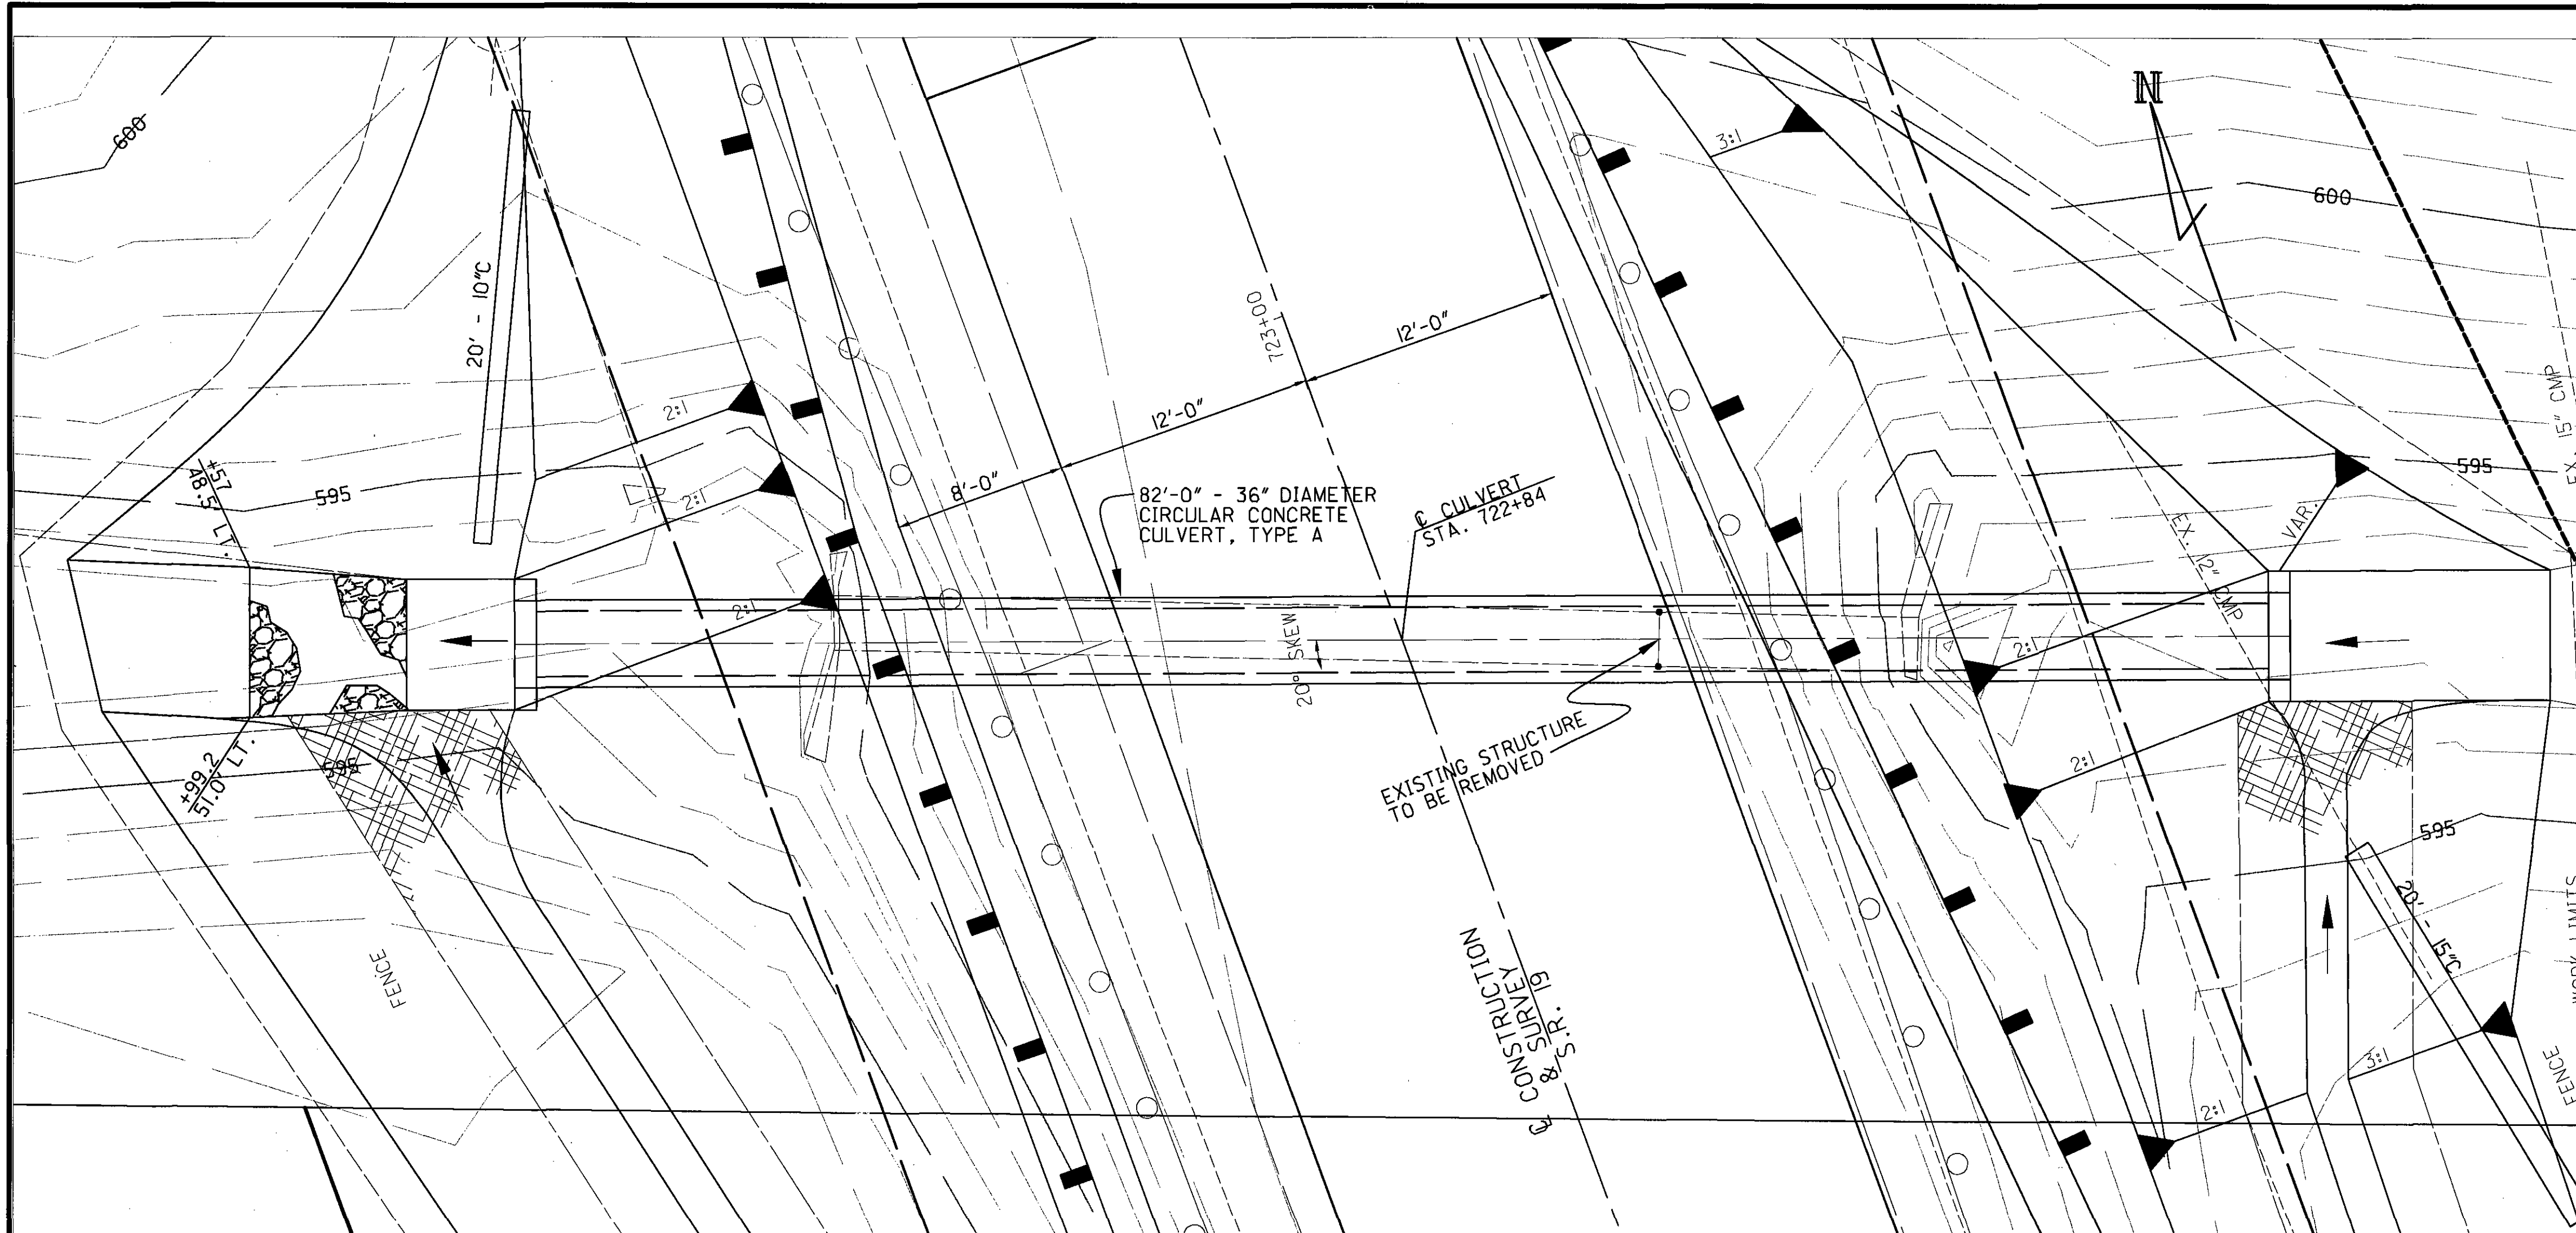 N
600
600
3:1
20' - 10"C
723+00
12'-0"
12'-0"
8'-0"
2:1
2:1
2:1
+57
48.5' LT.
595
82'-0" - 36" DIAMETER
CIRCULAR CONCRETE
CULVERT, TYPE A
℄ CULVERT
STA. 722+84
EX. 15" CMP
595
VAR.
EX. 12" CMP
20° SKEW
2:1
2:1
EXISTING STRUCTURE
TO BE REMOVED
+99.2
51.0' LT.
595
595
FENCE
℄ CONSTRUCTION
& SURVEY
S.R. 19
20' - 15"C
WORK LIMITS
3:1
2:1
FENCE